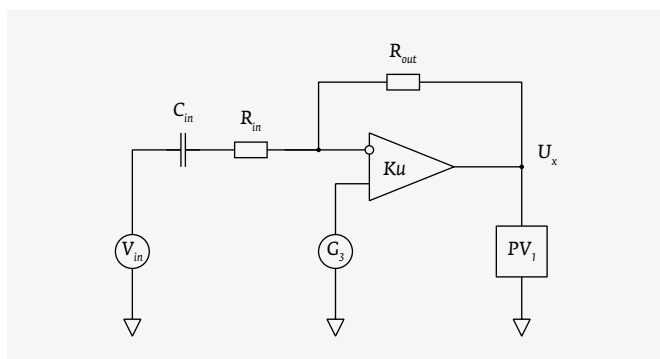 R_out
C_in
R_in
Ku
U_x
V_in
G_3
PV_1